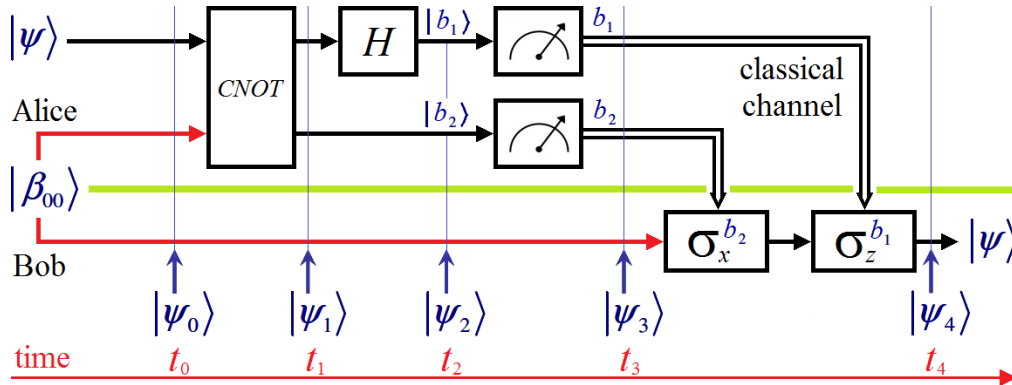 |ψ⟩
CNOT
H
|b₁⟩
b₁
classical
channel
Alice
|b₂⟩
b₂
|β₀₀⟩
Bob
σₓ^b₂
σ_z^b₁
|ψ⟩
|ψ₀⟩
|ψ₁⟩
|ψ₂⟩
|ψ₃⟩
|ψ₄⟩
time
t₀
t₁
t₂
t₃
t₄